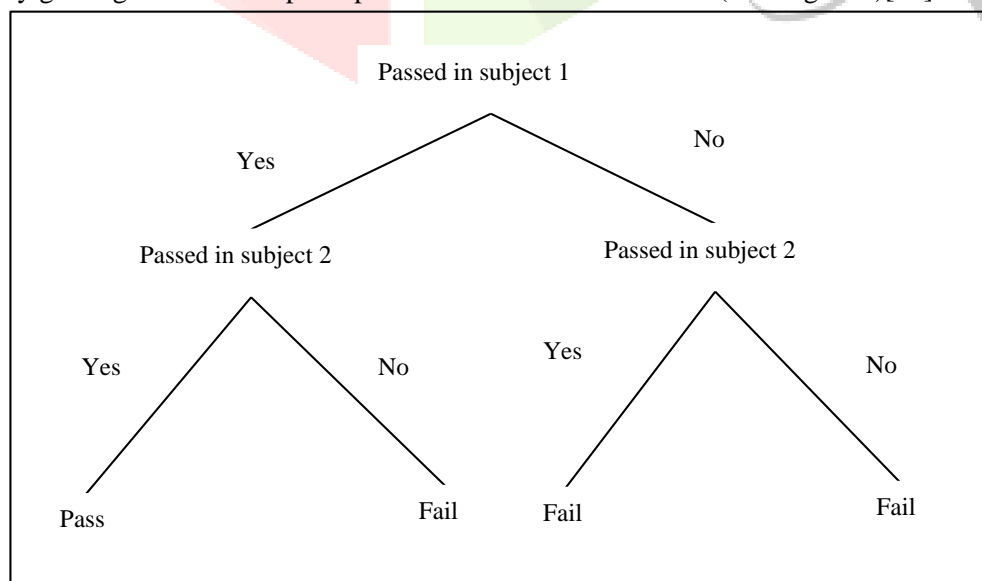 Passed in subject 1
Yes
No
Passed in subject 2
Passed in subject 2
Yes
No
Yes
No
Pass
Fail
Fail
Fail